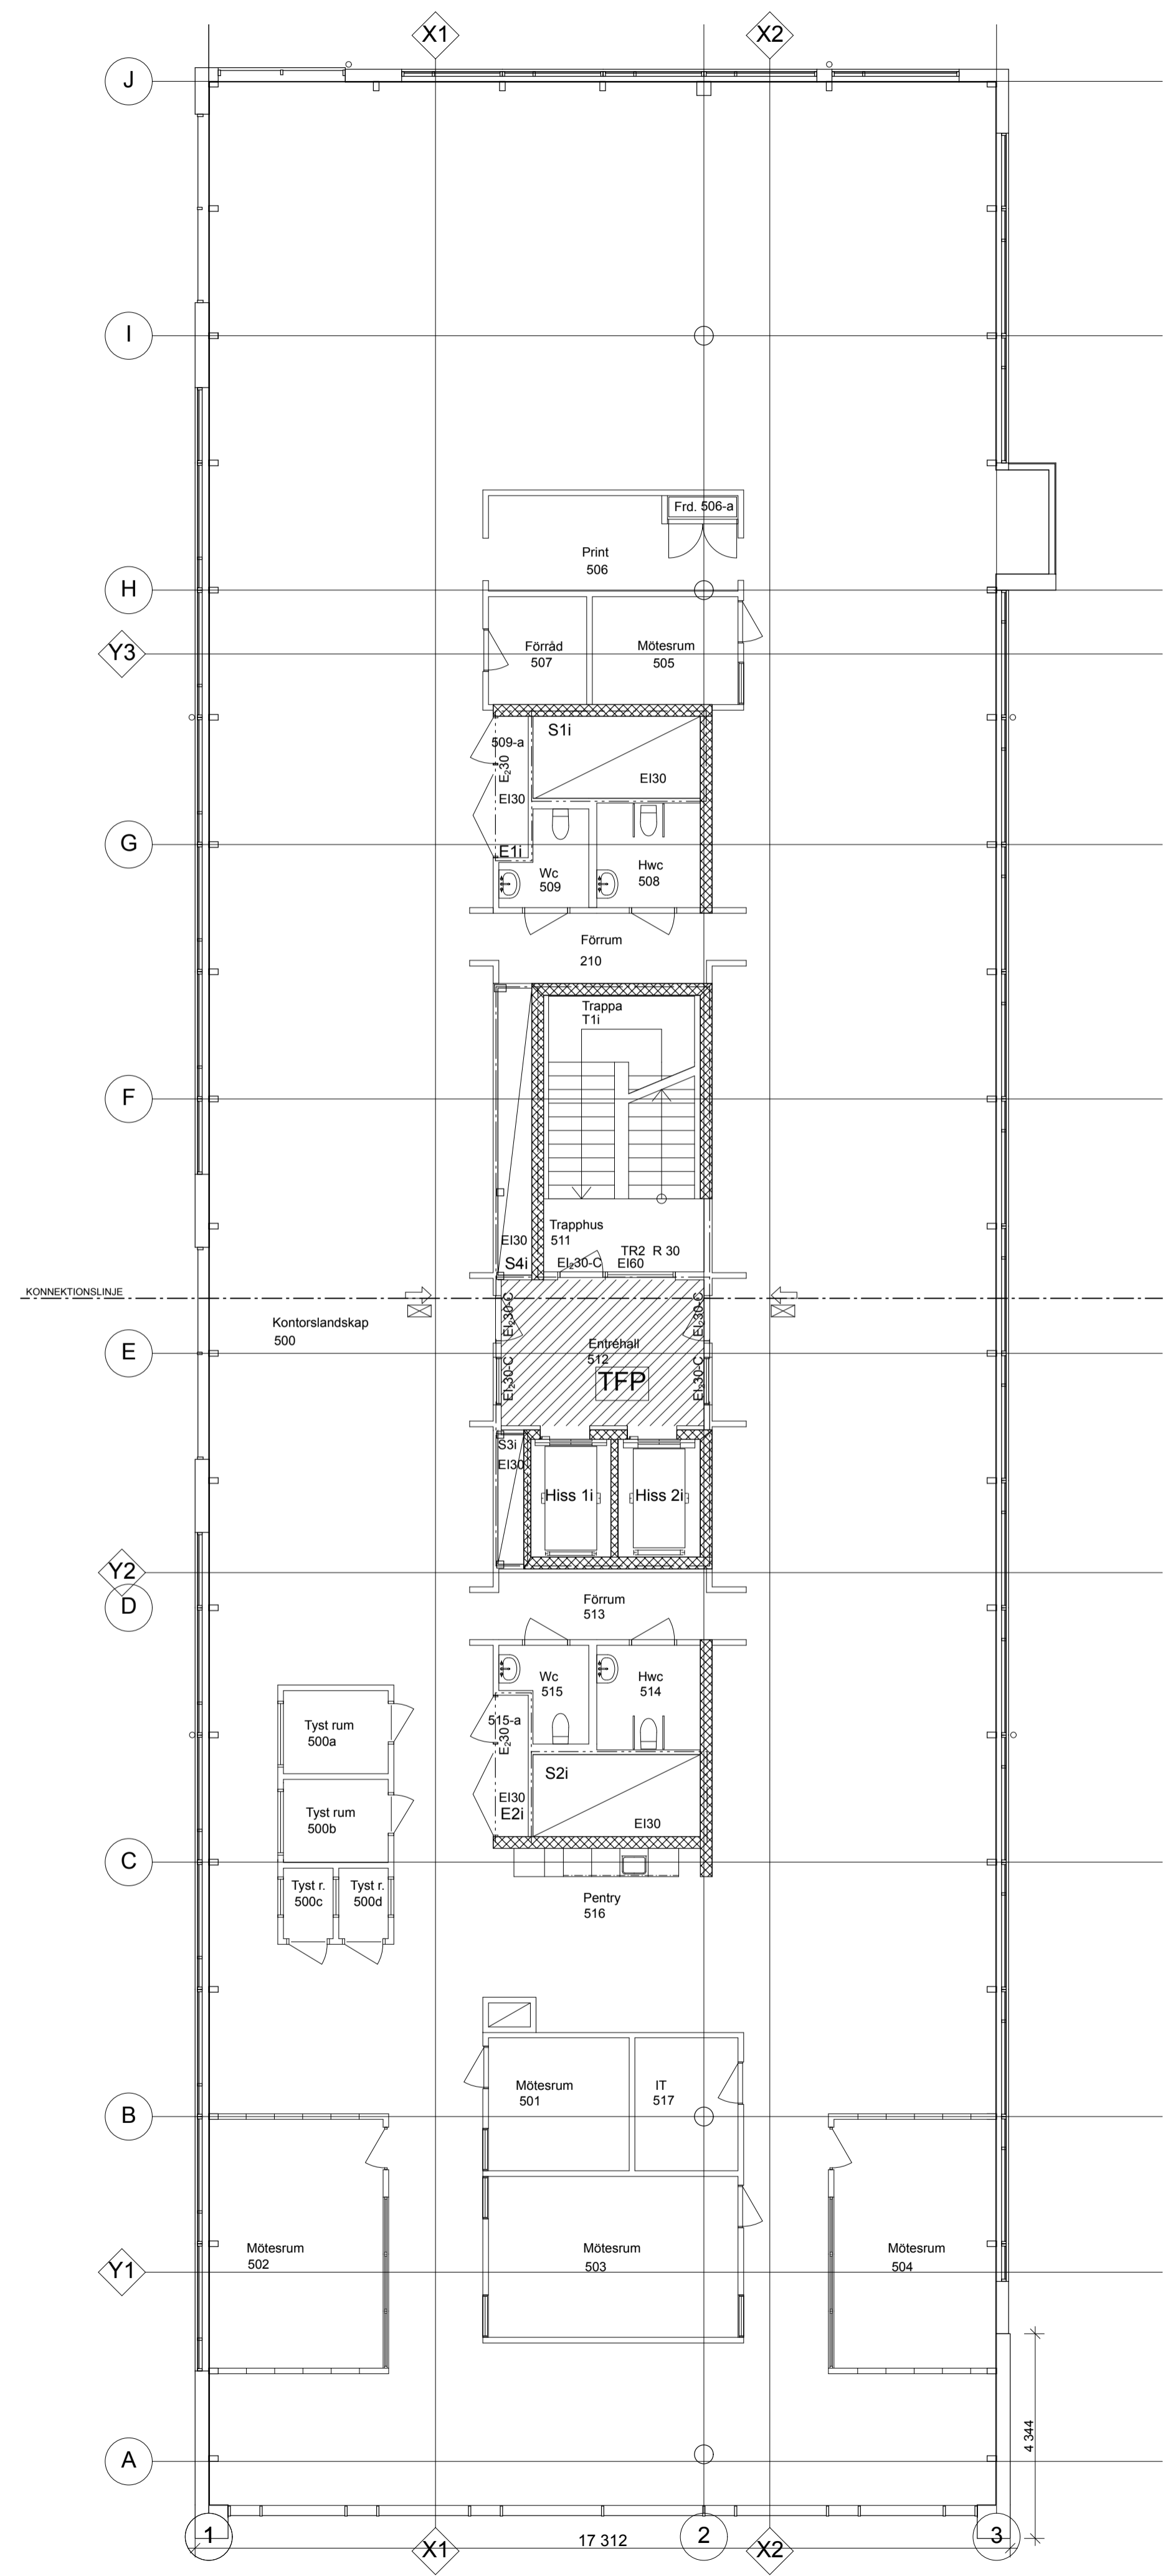 X1
X2
J
I
Frd. 506-a
Print
506
H
Y3
Förråd
507
Mötesrum
505
S1i
509-a
E₂30
EI30
EI30
G
E1i
Wc
509
Hwc
508
Förrum
210
Trappa
T1i
F
Trapphus
511
EI30
S4i
TR2 R 30
EI₂30-C
EI60
KONNEKTIONSLINJE
Kontorslandskap
500
EI₂30-C
EI₂30-C
E
Entréhall
512
TFP
EI₂30-C
EI₂30-C
S3i
EI30
Hiss 1i
Hiss 2i
Y2
D
Förrum
513
Wc
515
Hwc
514
Tyst rum
500a
515-a
E₂30
S2i
EI30
E2i
EI30
Tyst rum
500b
C
Tyst r.
500c
Tyst r.
500d
Pentry
516
Mötesrum
501
IT
517
B
Mötesrum
502
Mötesrum
503
Mötesrum
504
Y1
4 344
A
1
2
3
17 312
X1
X2